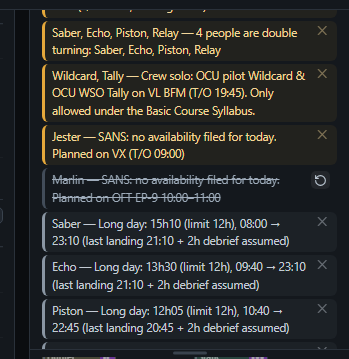 Saber, Echo, Piston, Relay — 4 people are double
turning: Saber, Echo, Piston, Relay
Wildcard, Tally — Crew solo: OCU pilot Wildcard &
OCU WSO Tally on VL BFM (T/O 19:45). Only
allowed under the Basic Course Syllabus.
Jester — SANS: no availability filed for today.
Planned on VX (T/O 09:00)
Marlin — SANS: no availability filed for today.
Planned on OFT EP-9 10:00–11:00
Saber — Long day: 15h10 (limit 12h), 08:00 →
23:10 (last landing 21:10 + 2h debrief assumed)
Echo — Long day: 13h30 (limit 12h), 09:40 → 23:10
(last landing 21:10 + 2h debrief assumed)
Piston — Long day: 12h05 (limit 12h), 10:40 →
22:45 (last landing 20:45 + 2h debrief assumed)